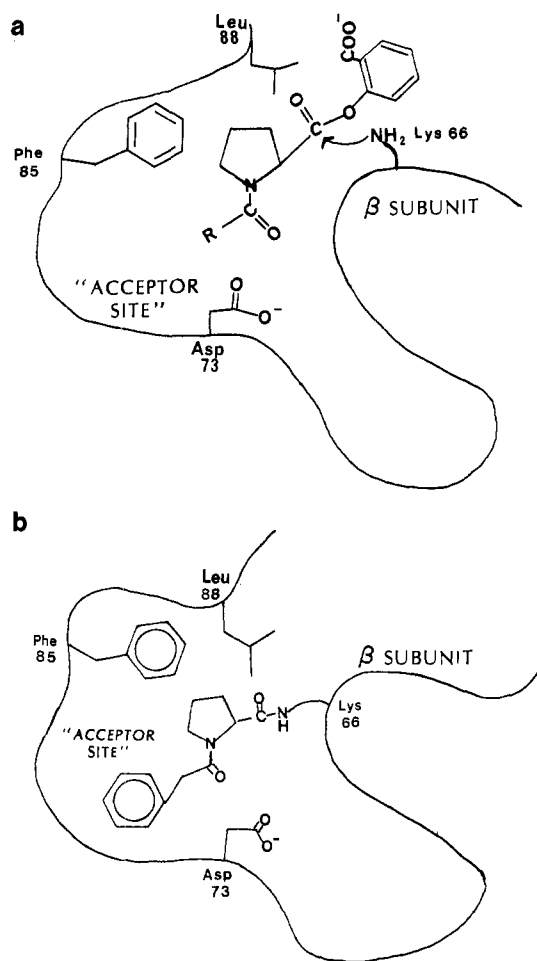 a
Leu
88
COO'
O
C
O
NH₂ Lys 66
Phe
85
N
C
R
O
β SUBUNIT
"ACCEPTOR
SITE"
O
O⁻
Asp
73
b
Leu
88
Phe
85
β SUBUNIT
O
C-N
H
Lys
66
"ACCEPTOR
SITE"
N
O
O
O⁻
Asp
73